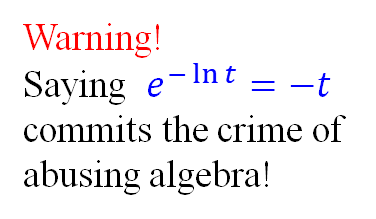 Warning!
Saying e^{−ln t} = −t
commits the crime of
abusing algebra!